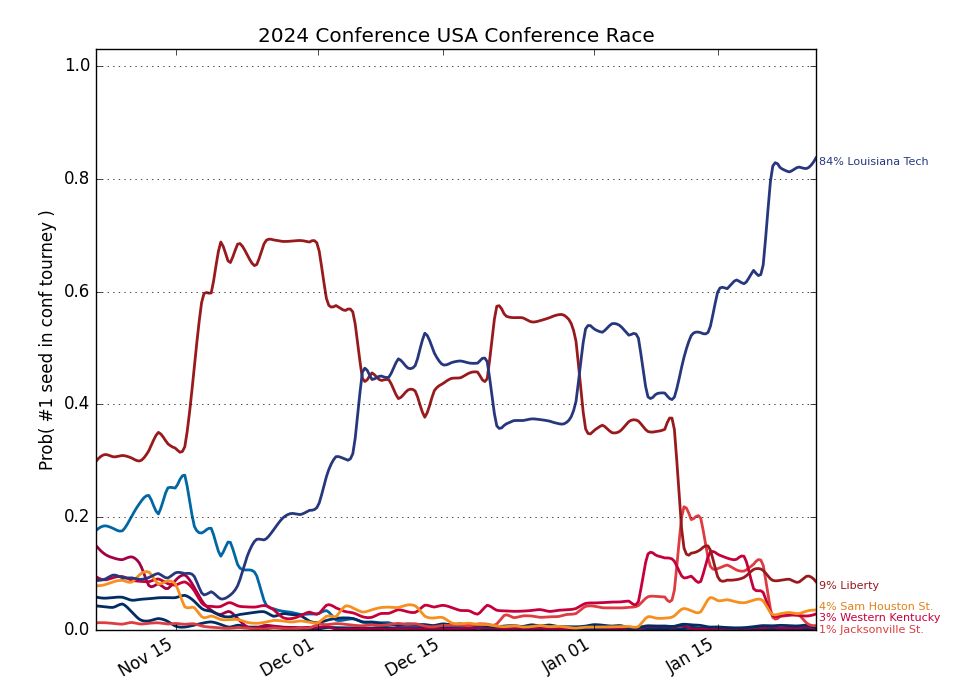 2024 Conference USA Conference Race
Prob( #1 seed in conf tourney )
1.0
0.8
0.6
0.4
0.2
0.0
Nov 15
Dec 01
Dec 15
Jan 01
Jan 15
84% Louisiana Tech
9% Liberty
4% Sam Houston St.
3% Western Kentucky
1% Jacksonville St.